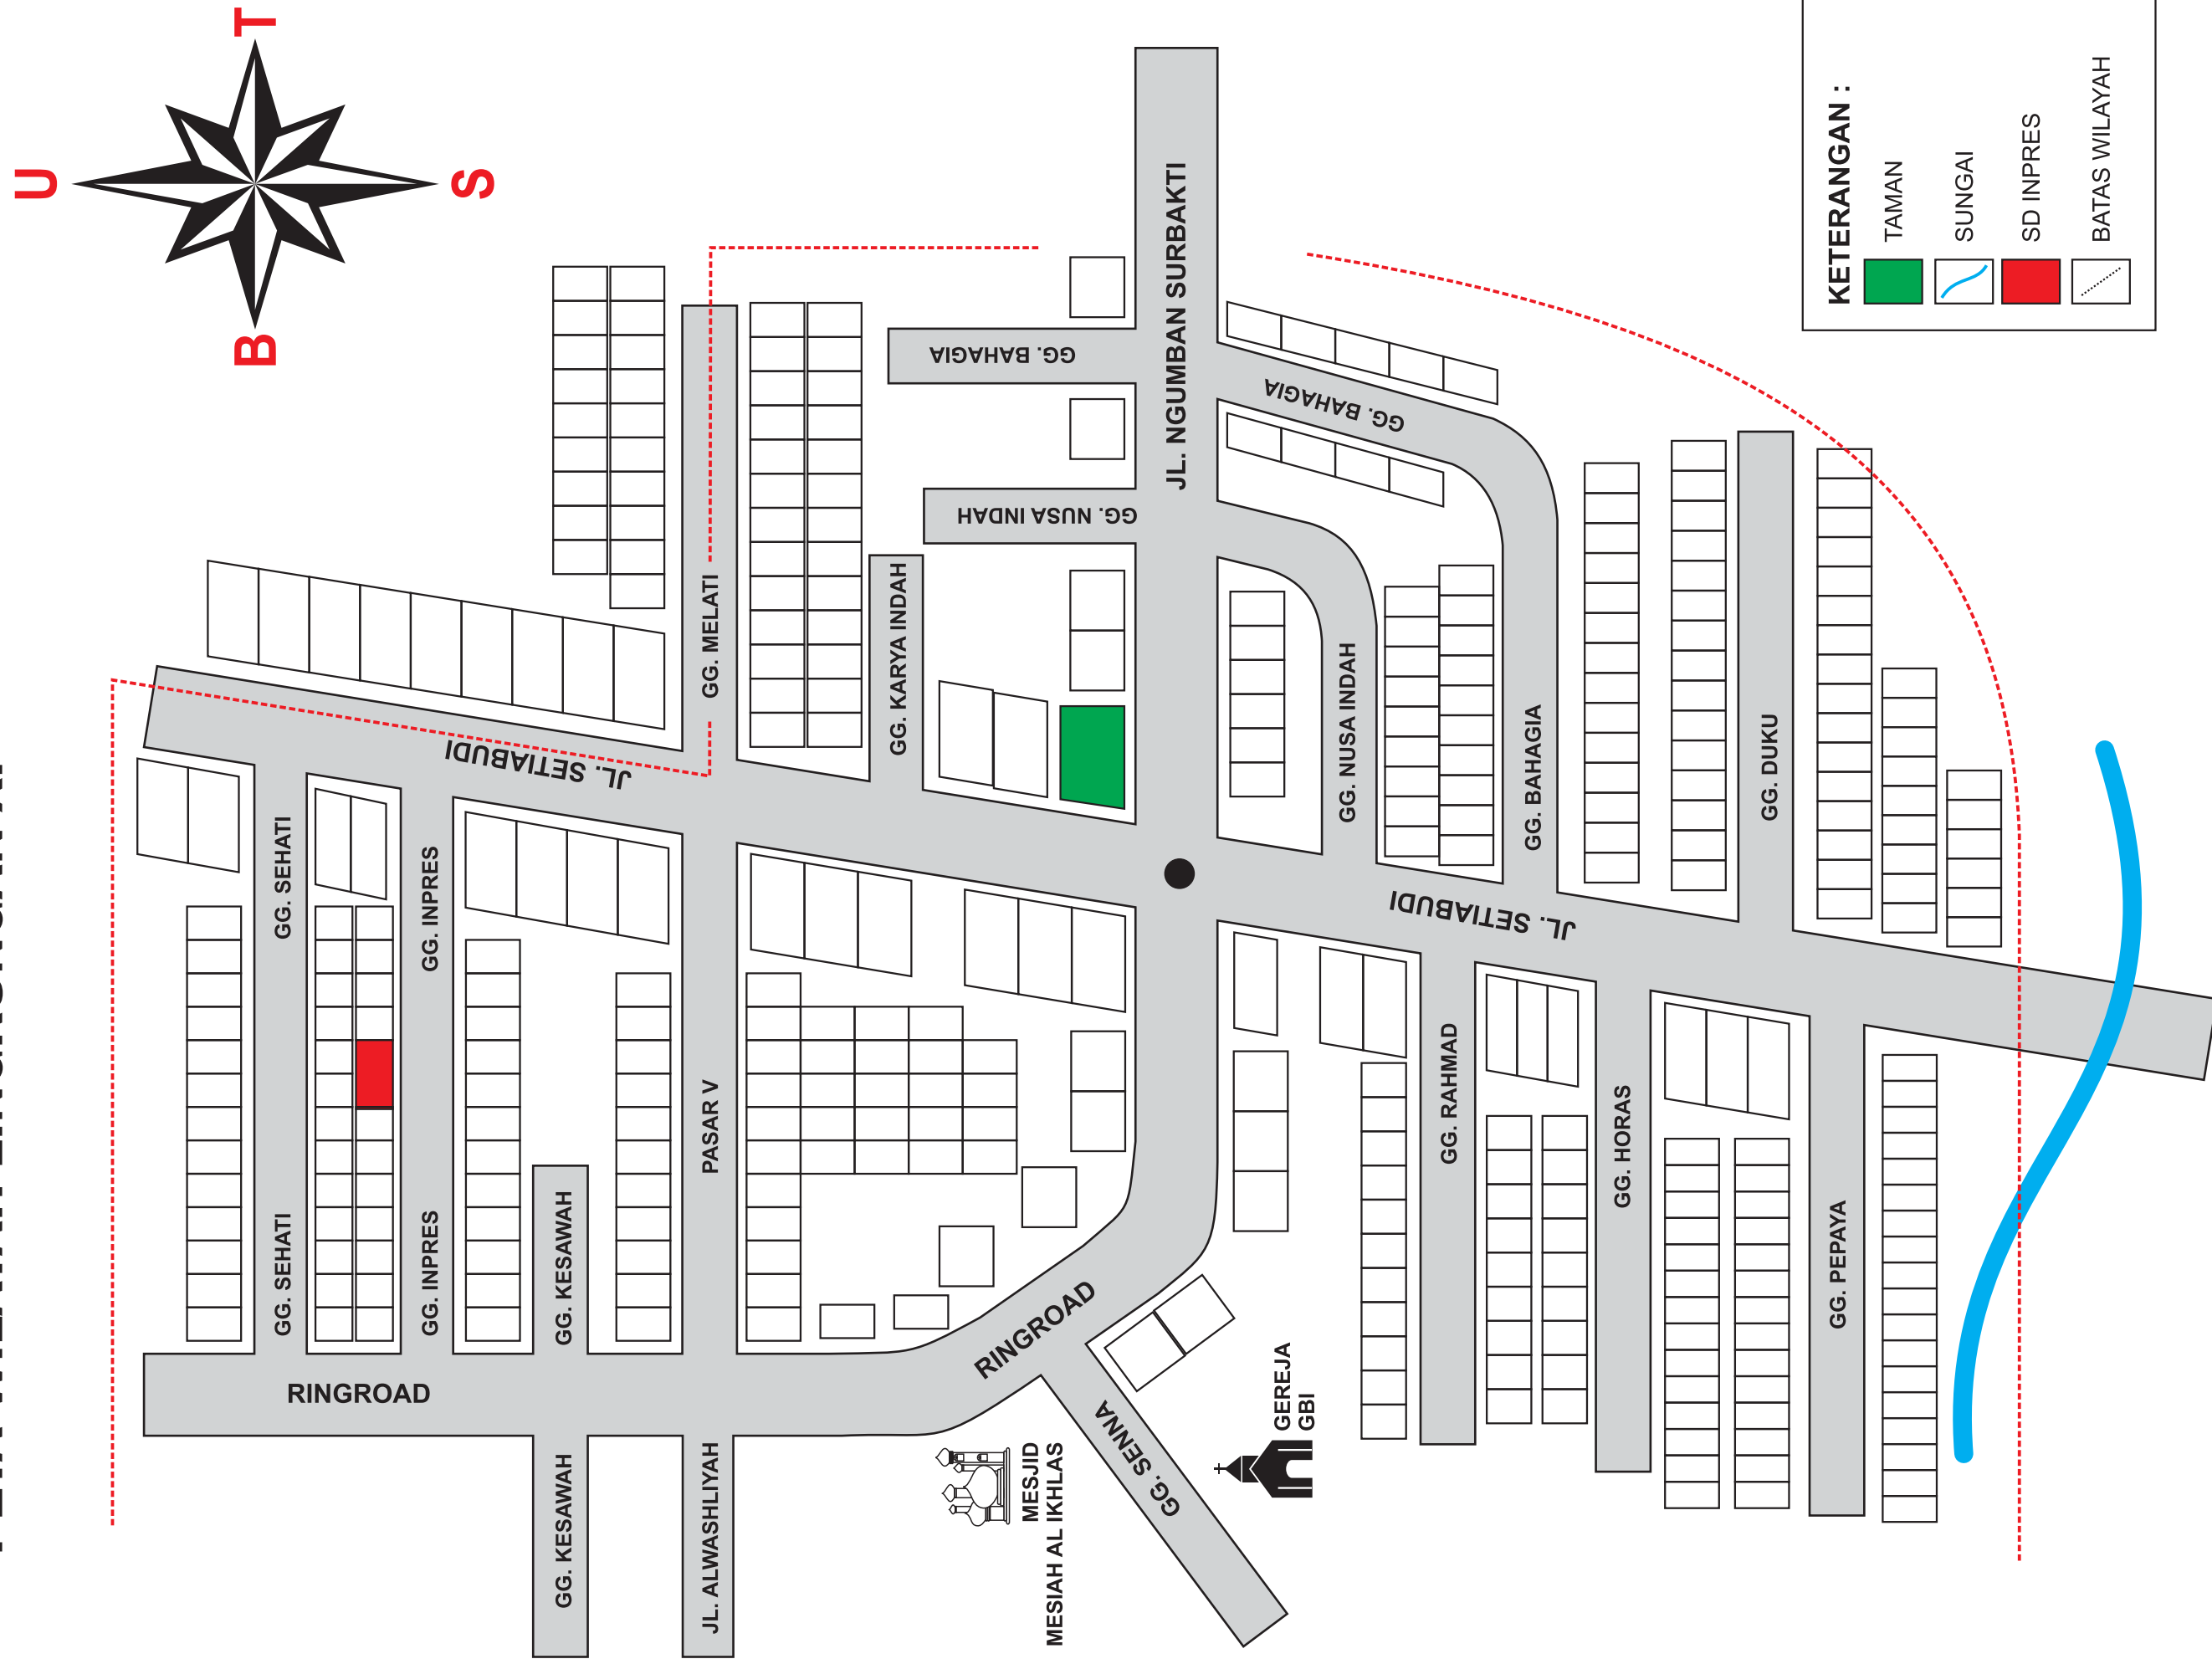 U
T
B
S
KETERANGAN :
TAMAN
SUNGAI
SD INPRES
BATAS WILAYAH
JL. NGUMBAN SURBAKTI
GG. BAHAGIA
GG. BAHAGIA
GG. NUSA INDAH
GG. MELATI
GG. KARYA INDAH
GG. NUSA INDAH
GG. BAHAGIA
GG. DUKU
JL. SETIABUDI
JL. SETIABUDI
GG. SEHATI
GG. INPRES
GG. SEHATI
GG. INPRES
GG. KESAWAH
PASAR V
GG. RAHMAD
GG. HORAS
GG. PEPAYA
RINGROAD
RINGROAD
GG. KESAWAH
JL. ALWASHLIYAH
MESJID
MESIAH AL IKHLAS
GG. SENNA
GEREJA
GBI